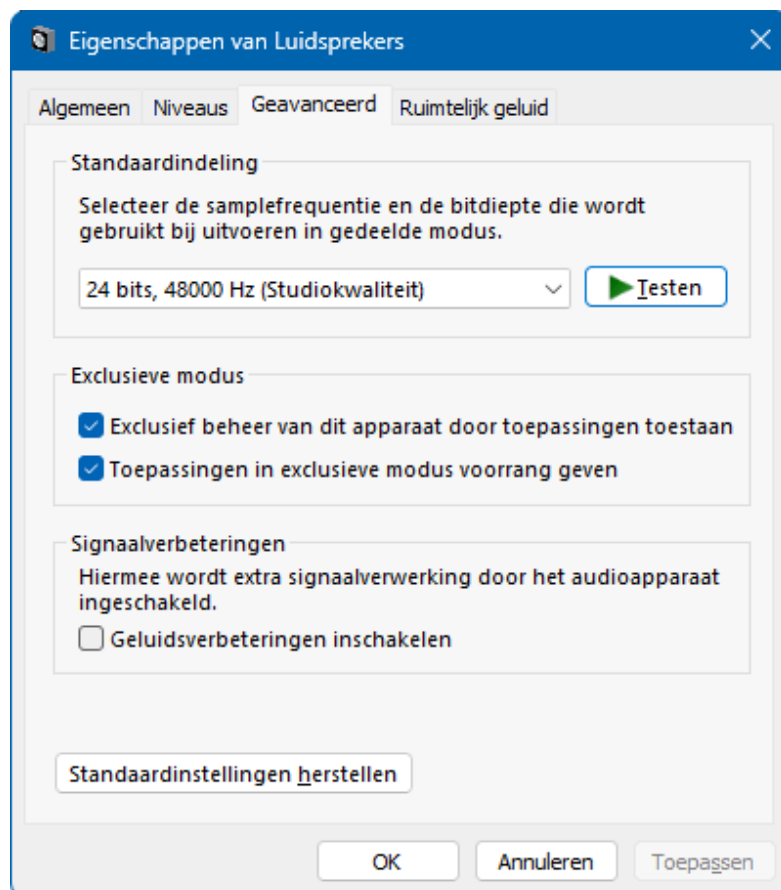 Eigenschappen van Luidsprekers
Algemeen Niveaus Geavanceerd Ruimtelijk geluid
Standaardindeling
Selecteer de samplefrequentie en de bitdiepte die wordt
gebruikt bij uitvoeren in gedeelde modus.
24 bits, 48000 Hz (Studiokwaliteit) Testen
Exclusieve modus
Exclusief beheer van dit apparaat door toepassingen toestaan
Toepassingen in exclusieve modus voorrang geven
Signaalverbeteringen
Hiermee wordt extra signaalverwerking door het audioapparaat
ingeschakeld.
Geluidsverbeteringen inschakelen
Standaardinstellingen herstellen
OK Annuleren Toepassen